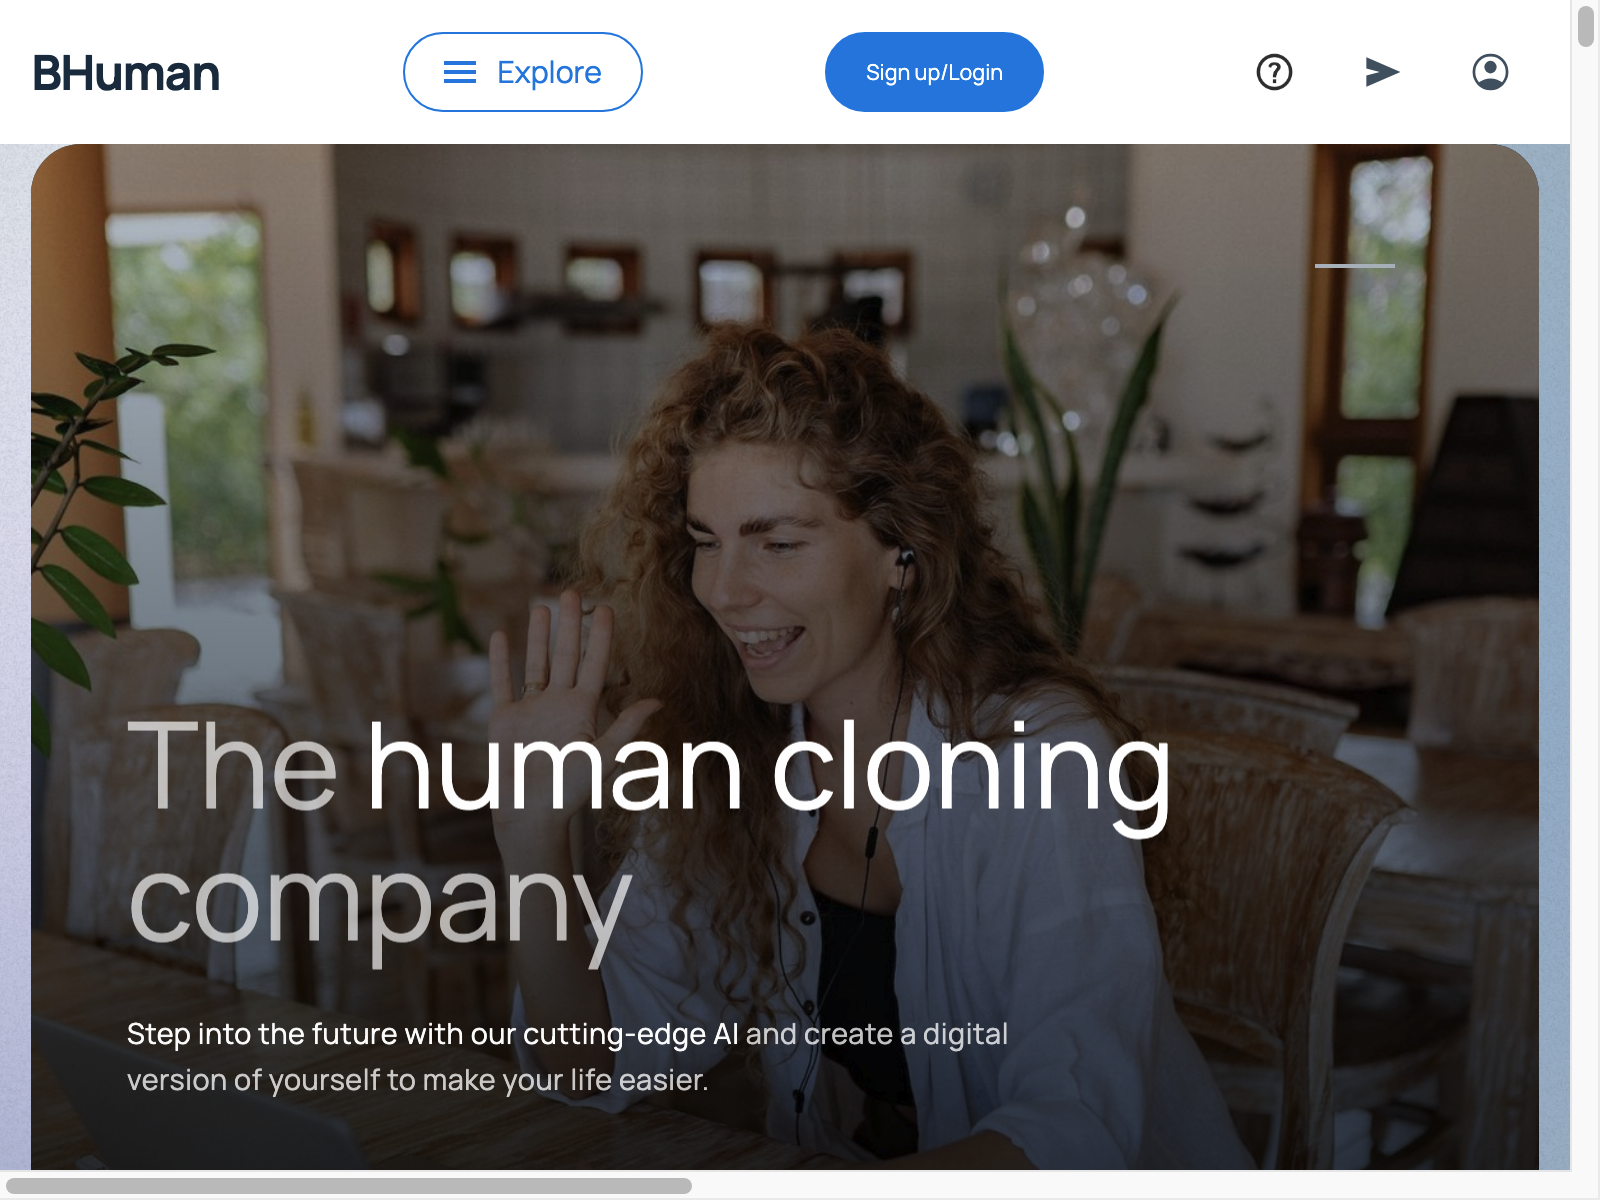 BHuman
Explore
Sign up/Login
The human cloning
company
Step into the future with our cutting-edge AI and create a digital
version of yourself to make your life easier.